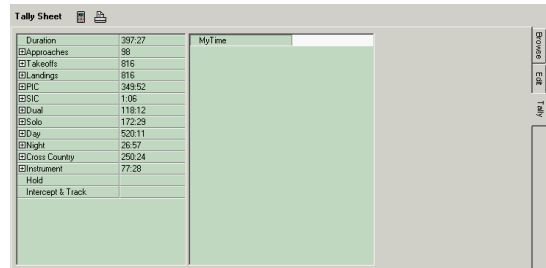 Tally Sheet
Duration 397:27
Approaches 98
Takeoffs 816
Landings 816
PIC 349:52
SIC 1:06
Dual 118:12
Solo 172:29
Day 520:11
Night 26:57
Cross Country 250:24
Instrument 77:28
Hold
Intercept & Track
MyTime
Browse
Edit
Tally